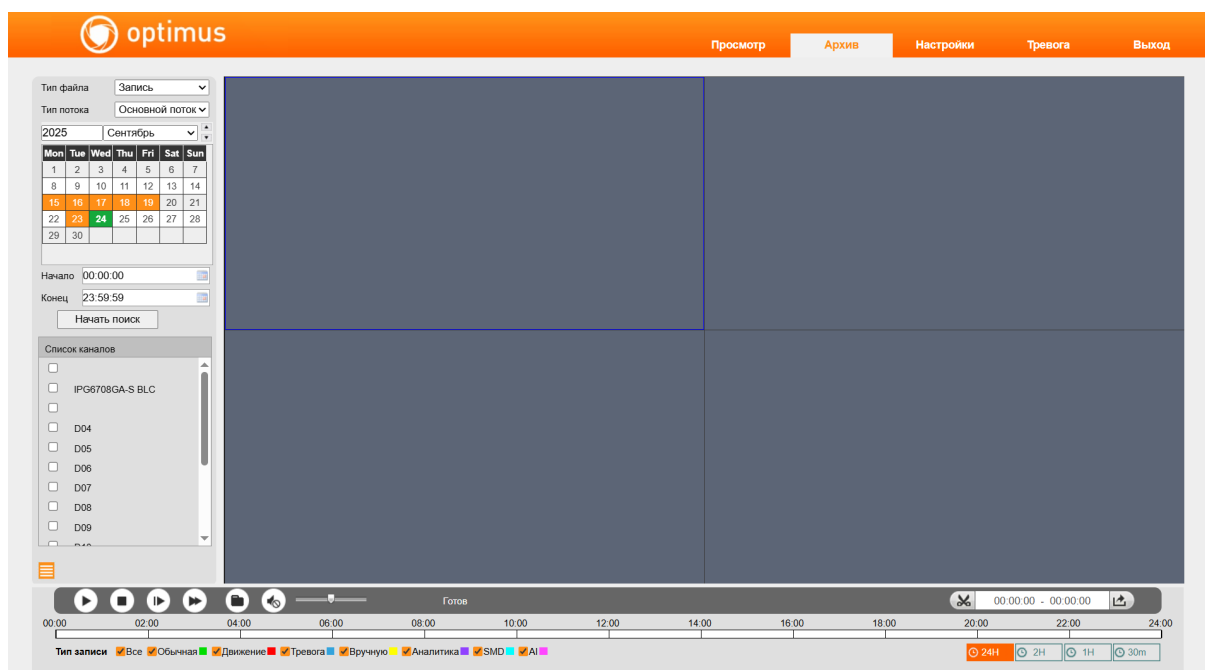 optimus
Просмотр Архив Настройки Тревога Выход
Тип файла Запись
Тип потока Основной поток
2025 Сентябрь
Mon Tue Wed Thu Fri Sat Sun
1 2 3 4 5 6 7
8 9 10 11 12 13 14
15 16 17 18 19 20 21
22 23 24 25 26 27 28
29 30
Начало 00:00:00
Конец 23:59:59
Начать поиск
Список каналов
IPG6708GA-S BLC
D04
D05
D06
D07
D08
D09
Готов
00:00:00 - 00:00:00
00:00 02:00 04:00 06:00 08:00 10:00 12:00 14:00 16:00 18:00 20:00 22:00 24:00
Тип записи Все Обычная Движение Тревога Вручную Аналитика SMD AI
24H 2H 1H 30m